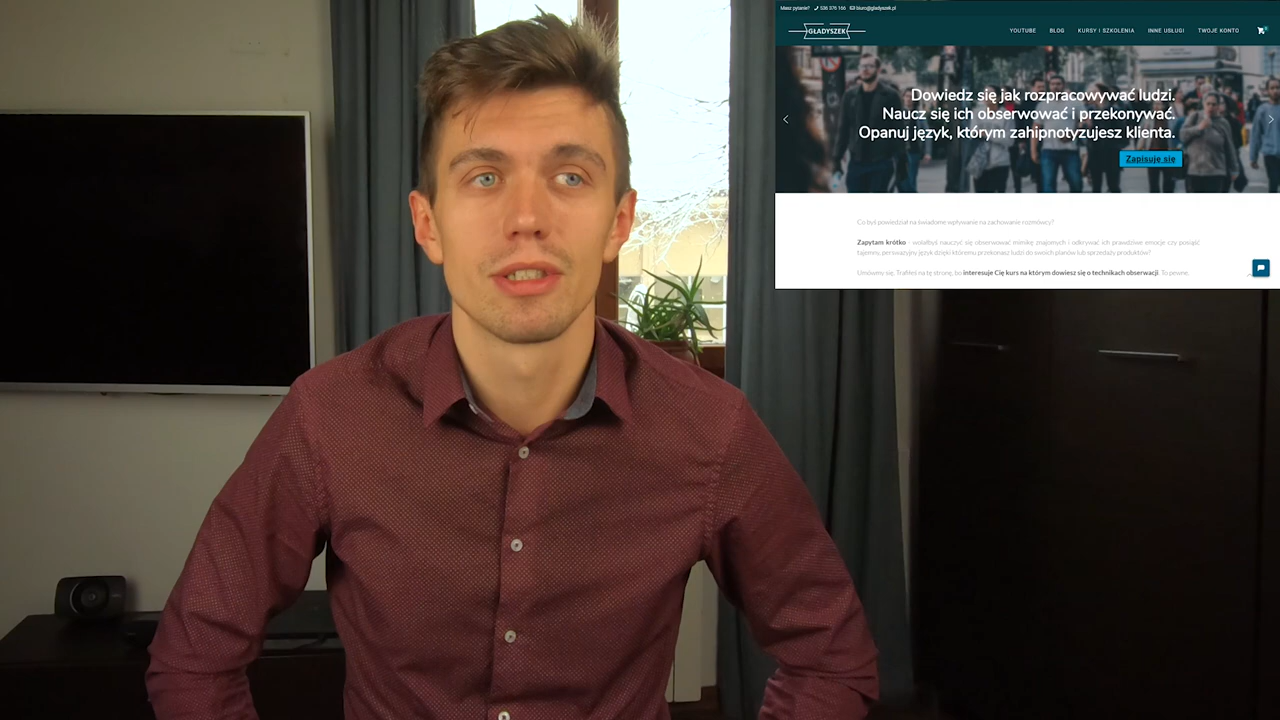 Masz pytanie? 536 376 166 biuro@gladyszek.pl
GŁADYSZEK
YOUTUBE BLOG KURSY I SZKOLENIA INNE USŁUGI TWOJE KONTO
Dowiedz się jak rozpracowywać ludzi.
Naucz się ich obserwować i przekonywać.
Opanuj język, którym zahipnotyzujesz klienta.
Zapisuję się
Co byś powiedział na świadome wpływanie na zachowanie rozmówcy?
Zapytam krótko - wolałbyś nauczyć się obserwować mimikę znajomych i odkrywać ich prawdziwe emocje czy posiąść
tajemny, perswazyjny język dzięki któremu przekonasz ludzi do swoich planów lub sprzedaży produktów?
Umówmy się. Trafiłeś na tę stronę, bo interesuje Cię kurs na którym dowiesz się o technikach obserwacji. To pewne.